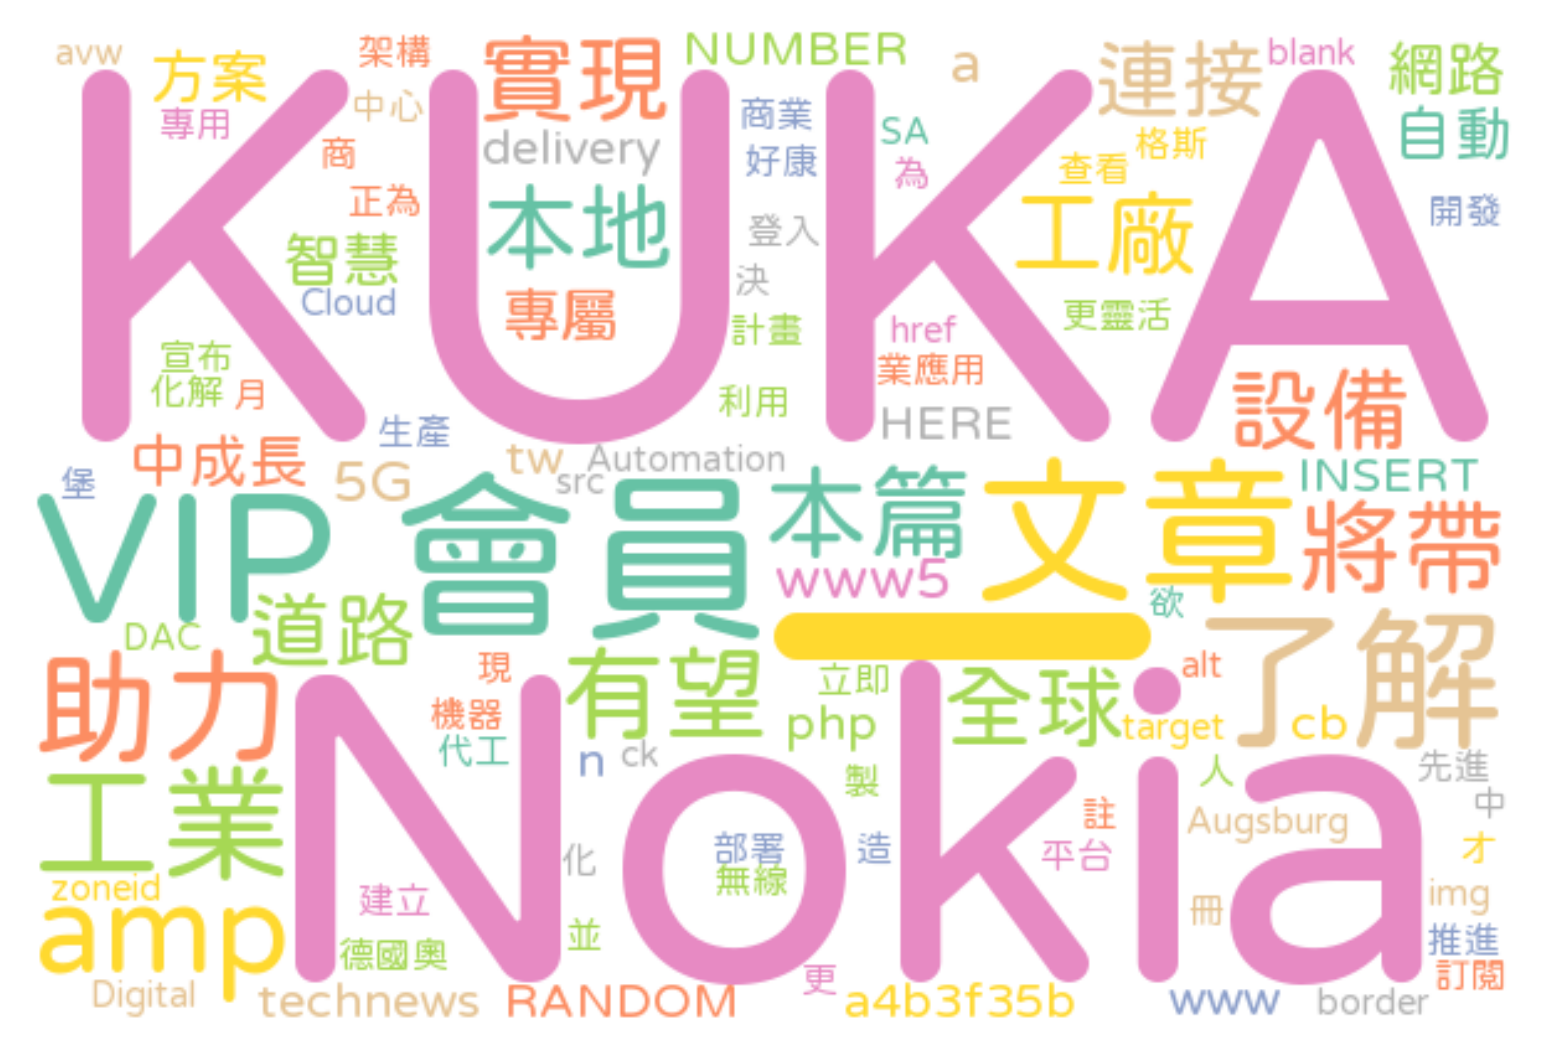 avw
方案
架構
實現
NUMBER
a
連接
blank
網路
專用
中心
delivery
商業
SA
格斯
自動
商
好康
為
查看
正為
本地
登入
工廠
開發
智慧
Cloud
專屬
決
計畫
href
更靈活
宣布
化解
月
利用
業應用
設備
生產
HERE
中成長
5G
tw
Automation
src
INSERT
堡
VIP
會員
本篇
文章
將帶
www5
欲
道路
DAC
一
了解
助力
現
有望
立即
全球
alt
機器
代工
n
ck
php
target
cb
KUKA
Nokia
工業
製
人
先進
中
部署
無線
造
註
平台
Augsburg
才
化
zoneid
amp
建立
並
冊
img
德國奧
更
推進
訂閱
Digital
technews
RANDOM
a4b3f35b
www
border